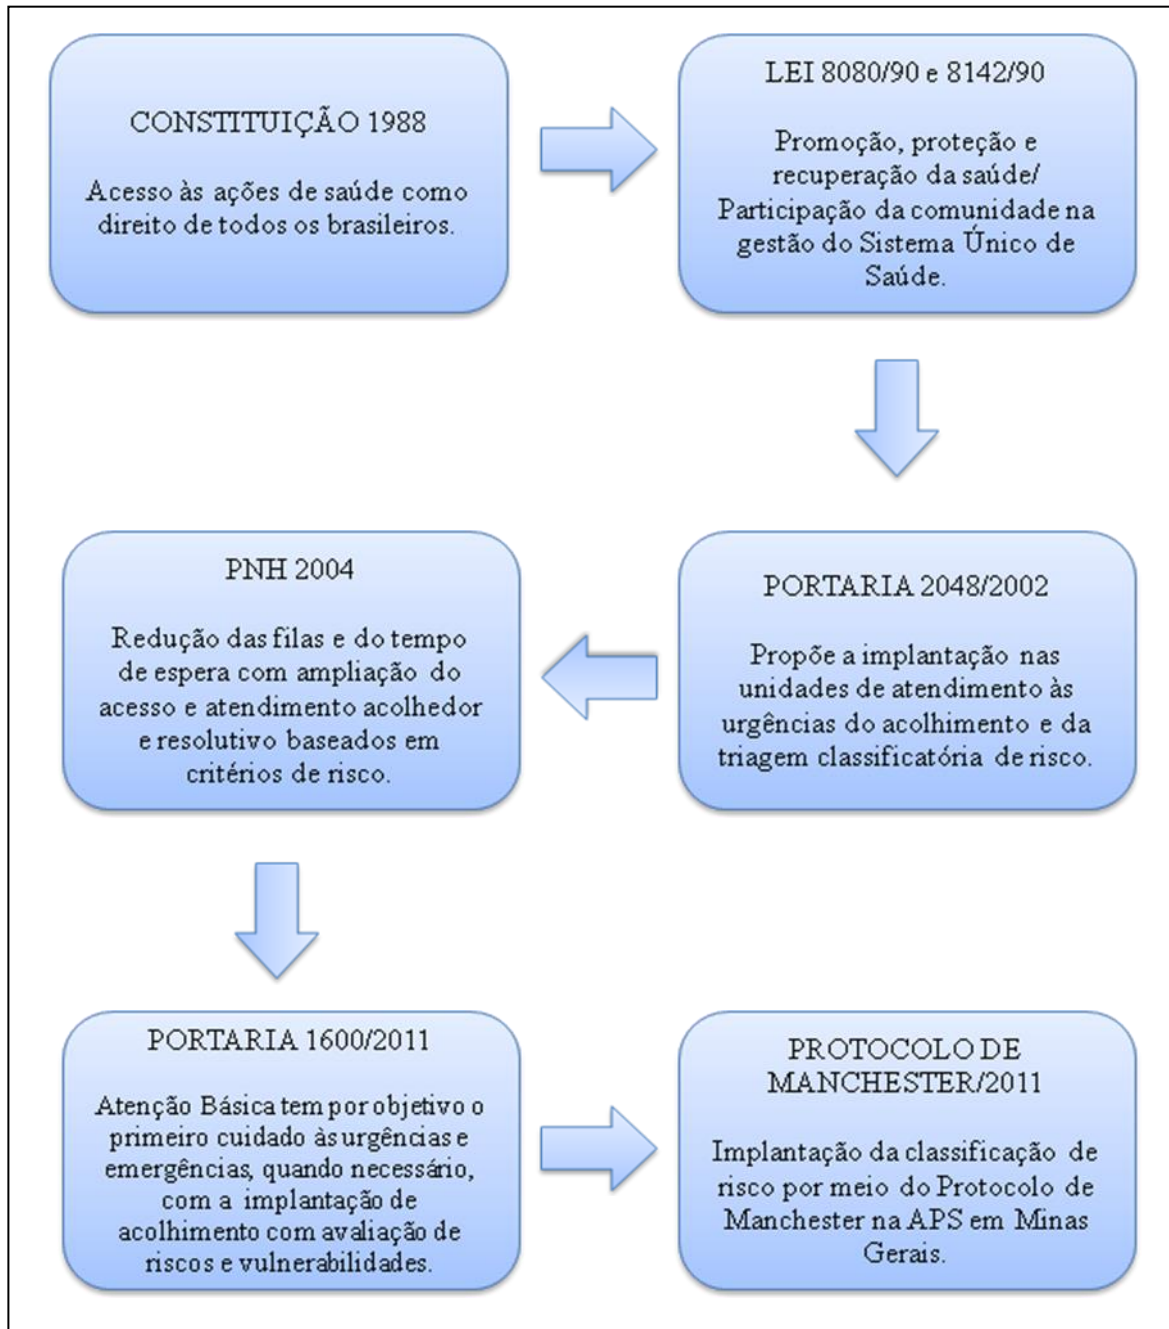 CONSTITUIÇÃO 1988
Acesso às ações de saúde como
direito de todos os brasileiros.
LEI 8080/90 e 8142/90
Promoção, proteção e
recuperação da saúde/
Participação da comunidade na
gestão do Sistema Único de
Saúde.
PORTARIA 2048/2002
Propõe a implantação nas
unidades de atendimento às
urgências do acolhimento e da
triagem classificatória de risco.
PNH 2004
Redução das filas e do tempo
de espera com ampliação do
acesso e atendimento acolhedor
e resolutivo baseados em
critérios de risco.
PORTARIA 1600/2011
Atenção Básica tem por objetivo o
primeiro cuidado às urgências e
emergências, quando necessário,
com a implantação de
acolhimento com avaliação de
riscos e vulnerabilidades.
PROTOCOLO DE
MANCHESTER/2011
Implantação da classificação de
risco por meio do Protocolo de
Manchester na APS em Minas
Gerais.